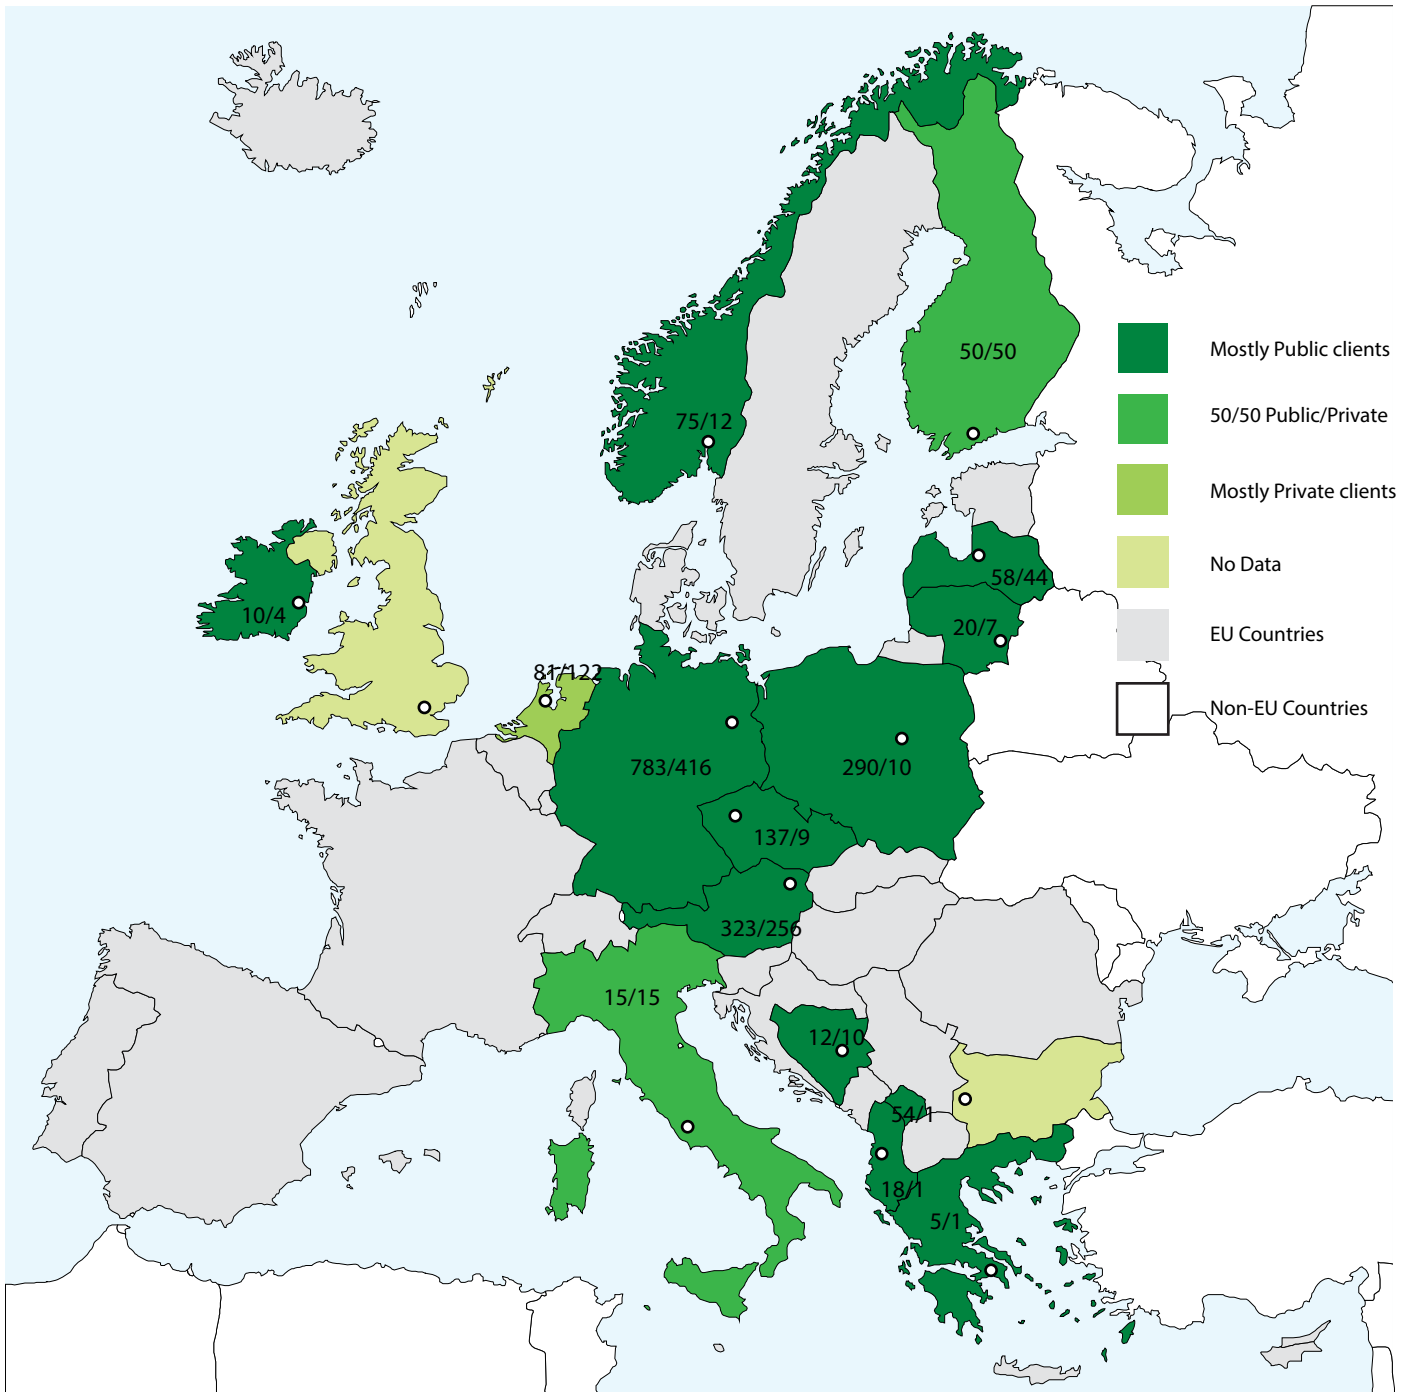 50/50
75/12
58/44
20/7
10/4
81/122
783/416
290/10
137/9
323/256
15/15
12/10
54/1
18/1
5/1
Mostly Public clients
50/50 Public/Private
Mostly Private clients
No Data
EU Countries
Non-EU Countries